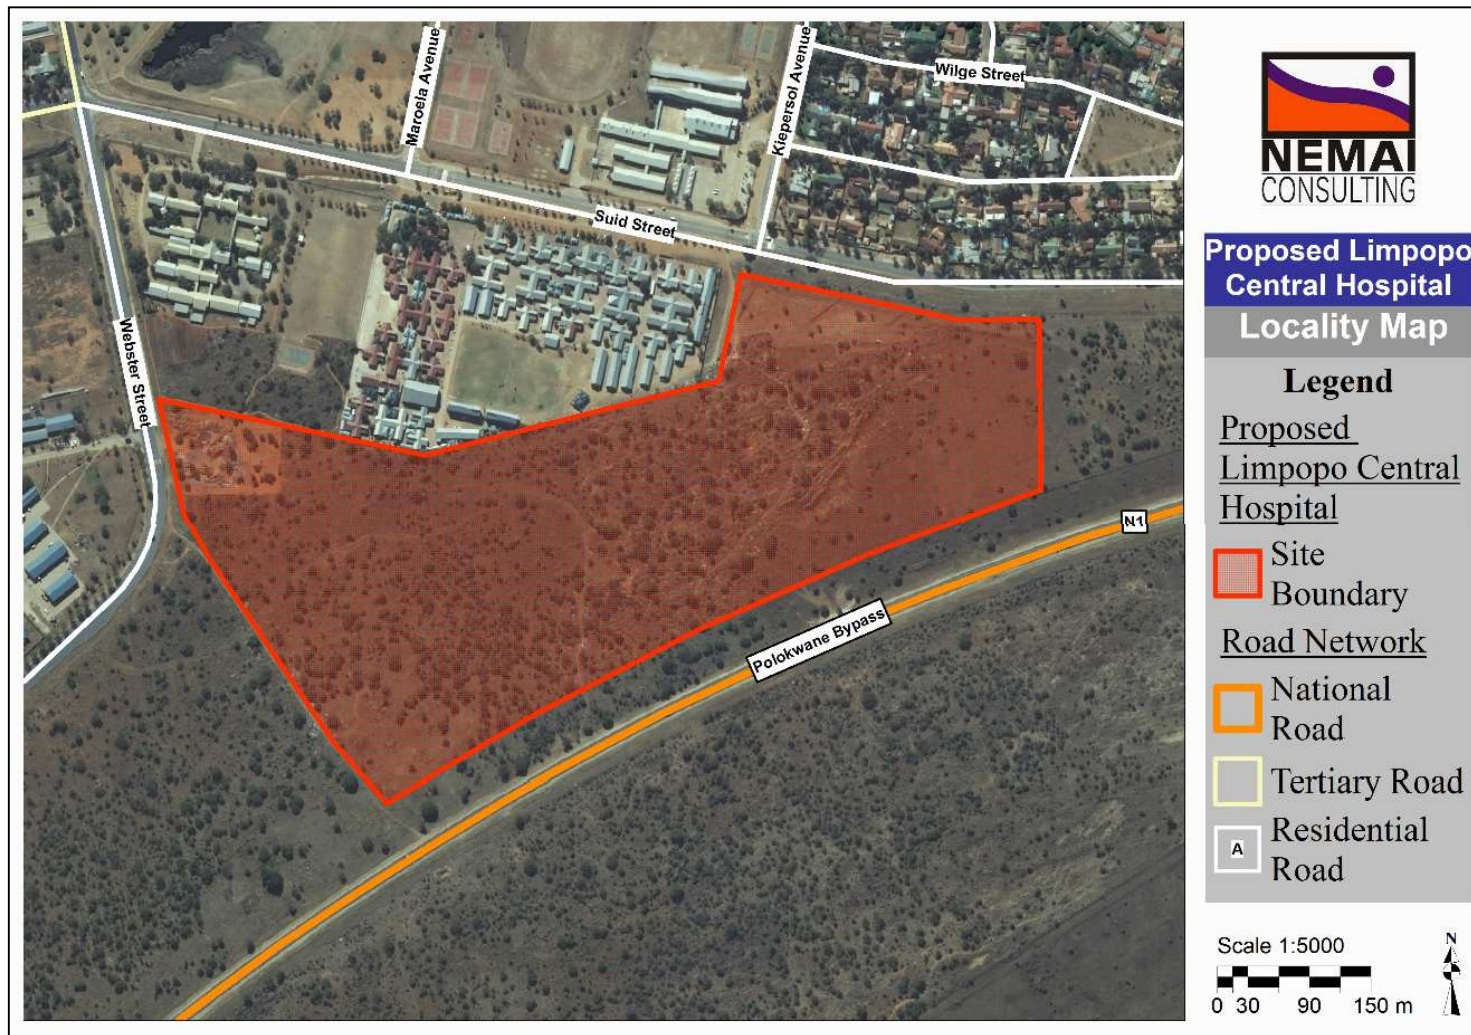 Maroela Avenue
Kiepersol Avenue
Wilge Street
Suid Street
Webster Street
N1
Polokwane Bypass
NEMAI
CONSULTING
Proposed Limpopo
Central Hospital
Locality Map
Legend
Proposed
Limpopo Central
Hospital
Site
Boundary
Road Network
National
Road
Tertiary Road
A
Residential
Road
Scale 1:5000
N
0 30 90 150 m